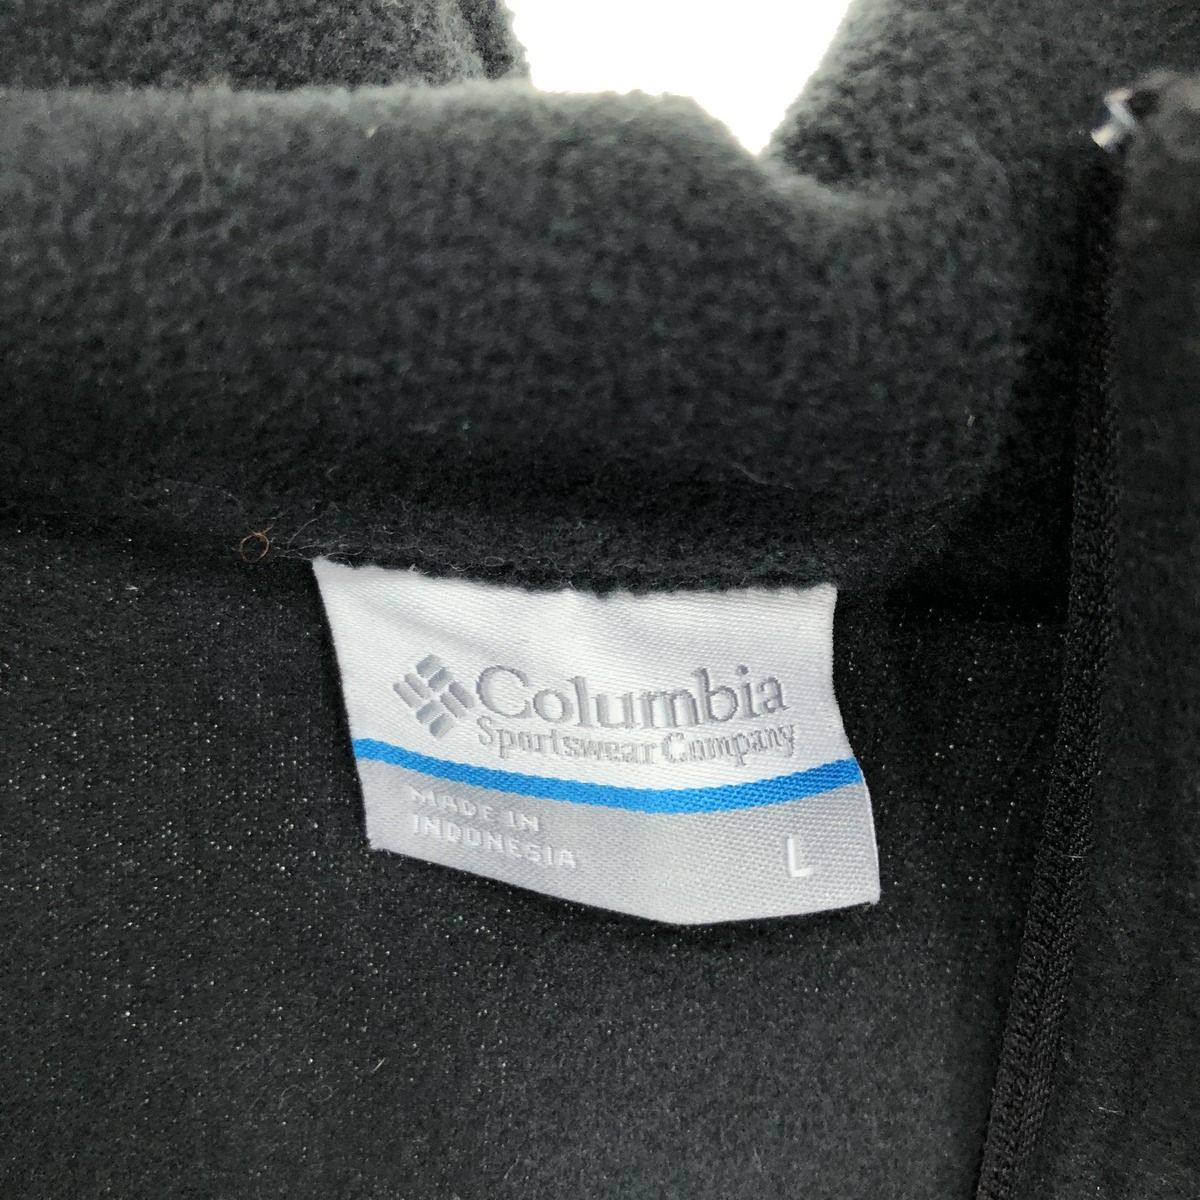 Columbia
Sportswear Company
MADE IN
INDONESIA
L